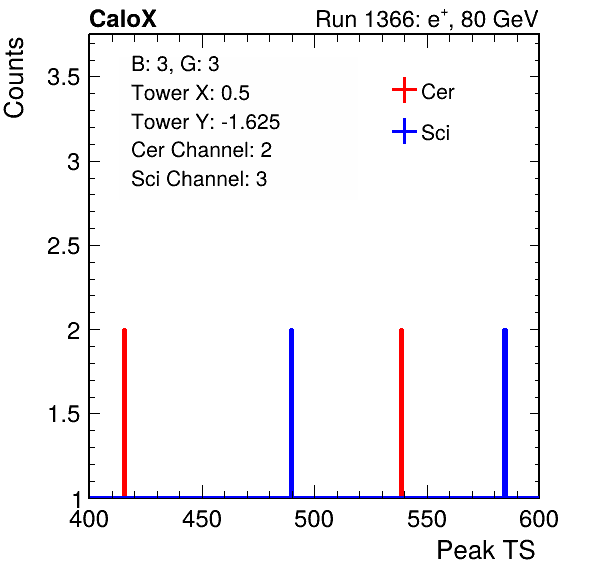 CaloX Run 1366: e+, 80 GeV
Counts
B: 3, G: 3
Tower X: 0.5
Tower Y: -1.625
Cer Channel: 2
Sci Channel: 3
Cer
Sci
3.5
3
2.5
2
1.5
1
400 450 500 550 600
Peak TS